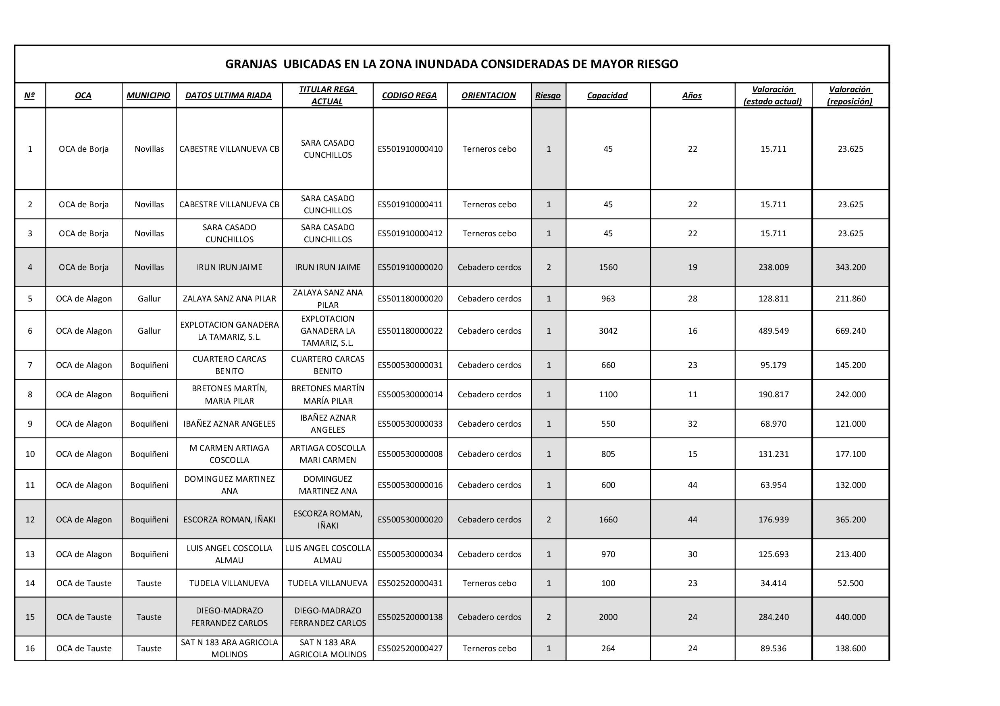 GRANJAS  UBICADAS EN LA ZONA INUNDADA CONSIDERADAS DE MAYOR RIESGO
Nº OCA MUNICIPIO DATOS ULTIMA RIADA TITULAR REGA ACTUAL CODIGO REGA ORIENTACION Riesgo Capacidad Años Valoración (estado actual) Valoración (reposición)
1 OCA de Borja Novillas CABESTRE VILLANUEVA CB SARA CASADO CUNCHILLOS ES501910000410 Terneros cebo 1 45 22 15.711 23.625
2 OCA de Borja Novillas CABESTRE VILLANUEVA CB SARA CASADO CUNCHILLOS ES501910000411 Terneros cebo 1 45 22 15.711 23.625
3 OCA de Borja Novillas SARA CASADO CUNCHILLOS SARA CASADO CUNCHILLOS ES501910000412 Terneros cebo 1 45 22 15.711 23.625
4 OCA de Borja Novillas IRUN IRUN JAIME IRUN IRUN JAIME ES501910000020 Cebadero cerdos 2 1560 19 238.009 343.200
5 OCA de Alagon Gallur ZALAYA SANZ ANA PILAR ZALAYA SANZ ANA PILAR ES501180000020 Cebadero cerdos 1 963 28 128.811 211.860
6 OCA de Alagon Gallur EXPLOTACION GANADERA LA TAMARIZ, S.L. EXPLOTACION GANADERA LA TAMARIZ, S.L. ES501180000022 Cebadero cerdos 1 3042 16 489.549 669.240
7 OCA de Alagon Boquiñeni CUARTERO CARCAS BENITO CUARTERO CARCAS BENITO ES500530000031 Cebadero cerdos 1 660 23 95.179 145.200
8 OCA de Alagon Boquiñeni BRETONES MARTÍN, MARIA PILAR BRETONES MARTÍN MARÍA PILAR ES500530000014 Cebadero cerdos 1 1100 11 190.817 242.000
9 OCA de Alagon Boquiñeni IBAÑEZ AZNAR ANGELES IBAÑEZ AZNAR ANGELES ES500530000033 Cebadero cerdos 1 550 32 68.970 121.000
10 OCA de Alagon Boquiñeni M CARMEN ARTIAGA COSCOLLA ARTIAGA COSCOLLA MARI CARMEN ES500530000008 Cebadero cerdos 1 805 15 131.231 177.100
11 OCA de Alagon Boquiñeni DOMINGUEZ MARTINEZ ANA DOMINGUEZ MARTINEZ ANA ES500530000016 Cebadero cerdos 1 600 44 63.954 132.000
12 OCA de Alagon Boquiñeni ESCORZA ROMAN, IÑAKI ESCORZA ROMAN, IÑAKI ES500530000020 Cebadero cerdos 2 1660 44 176.939 365.200
13 OCA de Alagon Boquiñeni LUIS ANGEL COSCOLLA ALMAU LUIS ANGEL COSCOLLA ALMAU ES500530000034 Cebadero cerdos 1 970 30 125.693 213.400
14 OCA de Tauste Tauste TUDELA VILLANUEVA TUDELA VILLANUEVA ES502520000431 Terneros cebo 1 100 23 34.414 52.500
15 OCA de Tauste Tauste DIEGO-MADRAZO FERRANDEZ CARLOS DIEGO-MADRAZO FERRANDEZ CARLOS ES502520000138 Cebadero cerdos 2 2000 24 284.240 440.000
16 OCA de Tauste Tauste SAT N 183 ARA AGRICOLA MOLINOS SAT N 183 ARA AGRICOLA MOLINOS ES502520000427 Terneros cebo 1 264 24 89.536 138.600